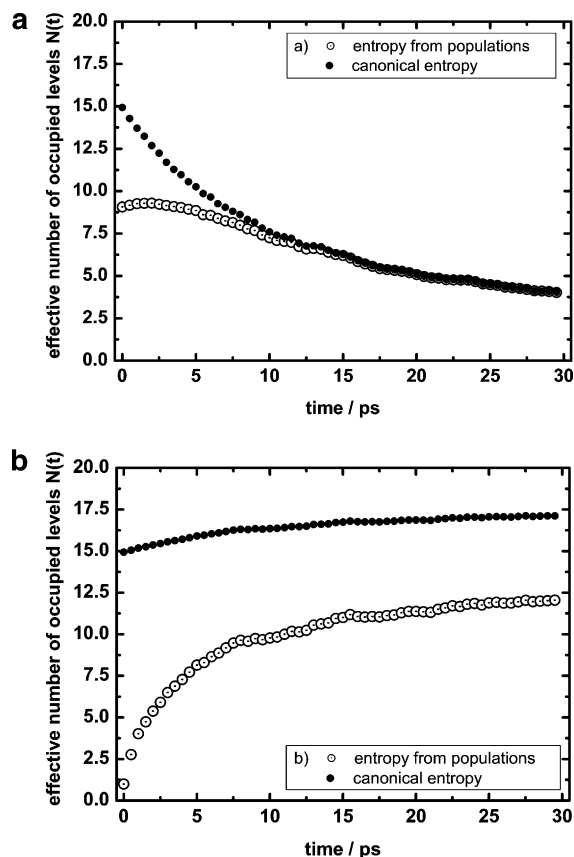 a
effective number of occupied levels N(t)
20.0
17.5
15.0
12.5
10.0
7.5
5.0
2.5
0.0
a) entropy from populations
canonical entropy
0 5 10 15 20 25 30
time / ps
b
effective number of occupied levels N(t)
20.0
17.5
15.0
12.5
10.0
7.5
5.0
2.5
0.0
b) entropy from populations
canonical entropy
0 5 10 15 20 25 30
time / ps